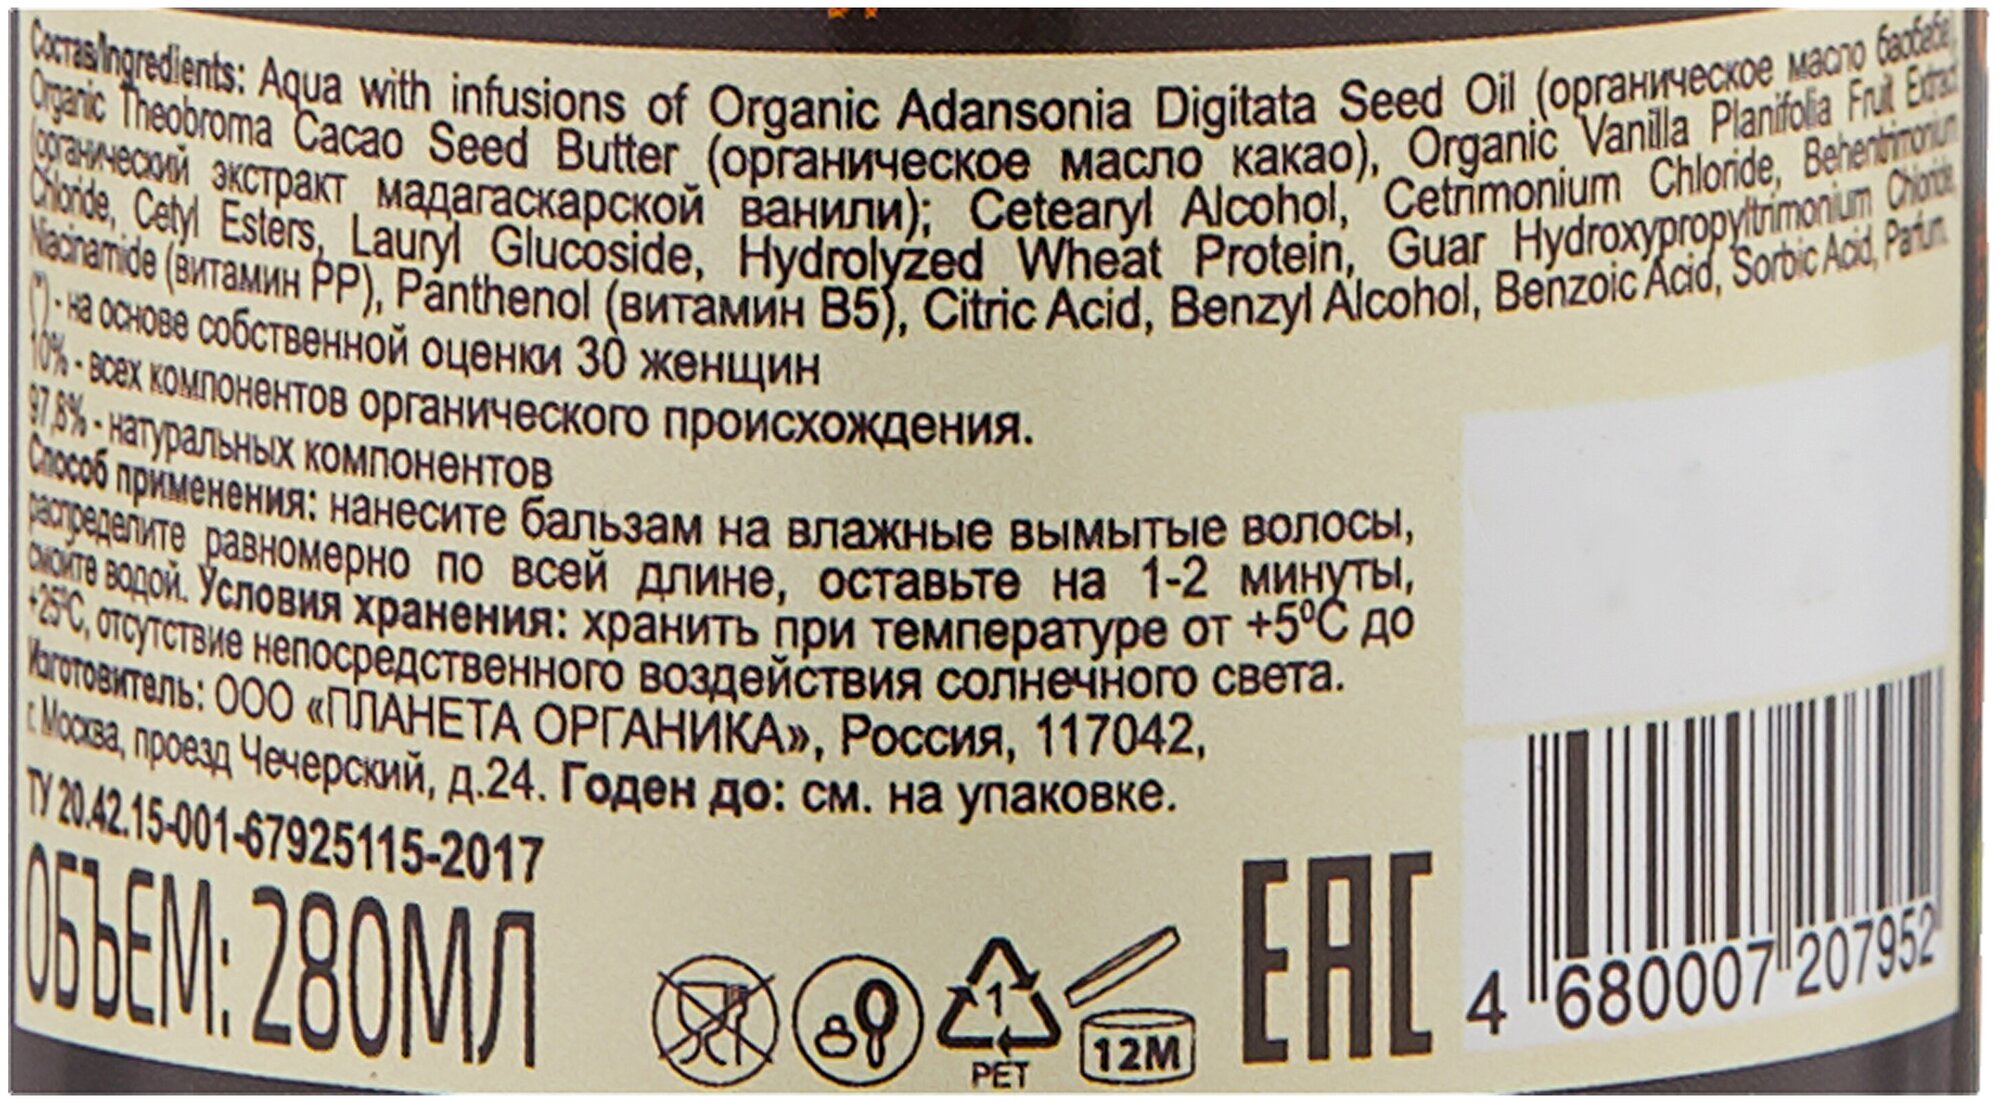 Состав/Ingredients: Aqua with infusions of Organic Adansonia Digitata Seed Oil (органическое масло баобаба),
Organic Theobroma Cacao Seed Butter (органическое масло какао), Organic Vanilla Planifolia Fruit Extract
(органический экстракт мадагаскарской ванили); Cetearyl Alcohol, Cetrimonium Chloride, Behentrimonium
Chloride, Cetyl Esters, Lauryl Glucoside, Hydrolyzed Wheat Protein, Guar Hydroxypropyltrimonium Chloride,
Niacinamide (витамин PP), Panthenol (витамин B5), Citric Acid, Benzyl Alcohol, Benzoic Acid, Sorbic Acid, Parfum.
(*) - на основе собственной оценки 30 женщин
10% - всех компонентов органического происхождения.
97,6% - натуральных компонентов
Способ применения: нанесите бальзам на влажные вымытые волосы,
распределите равномерно по всей длине, оставьте на 1-2 минуты,
смойте водой. Условия хранения: хранить при температуре от +5ºC до
+25ºC, отсутствие непосредственного воздействия солнечного света.
Изготовитель: ООО «ПЛАНЕТА ОРГАНИКА», Россия, 117042,
г. Москва, проезд Чечерский, д.24. Годен до: см. на упаковке.
ТУ 20.42.15-001-67925115-2017
ОБЪЕМ: 280МЛ
1
PET
12M
EAC
4 680007 207952